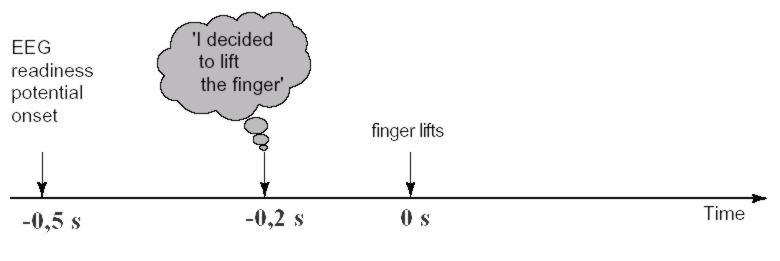 EEG
readiness
potential
onset
'I decided
to lift
the finger'
finger lifts
-0,5 s
-0,2 s
0 s
Time